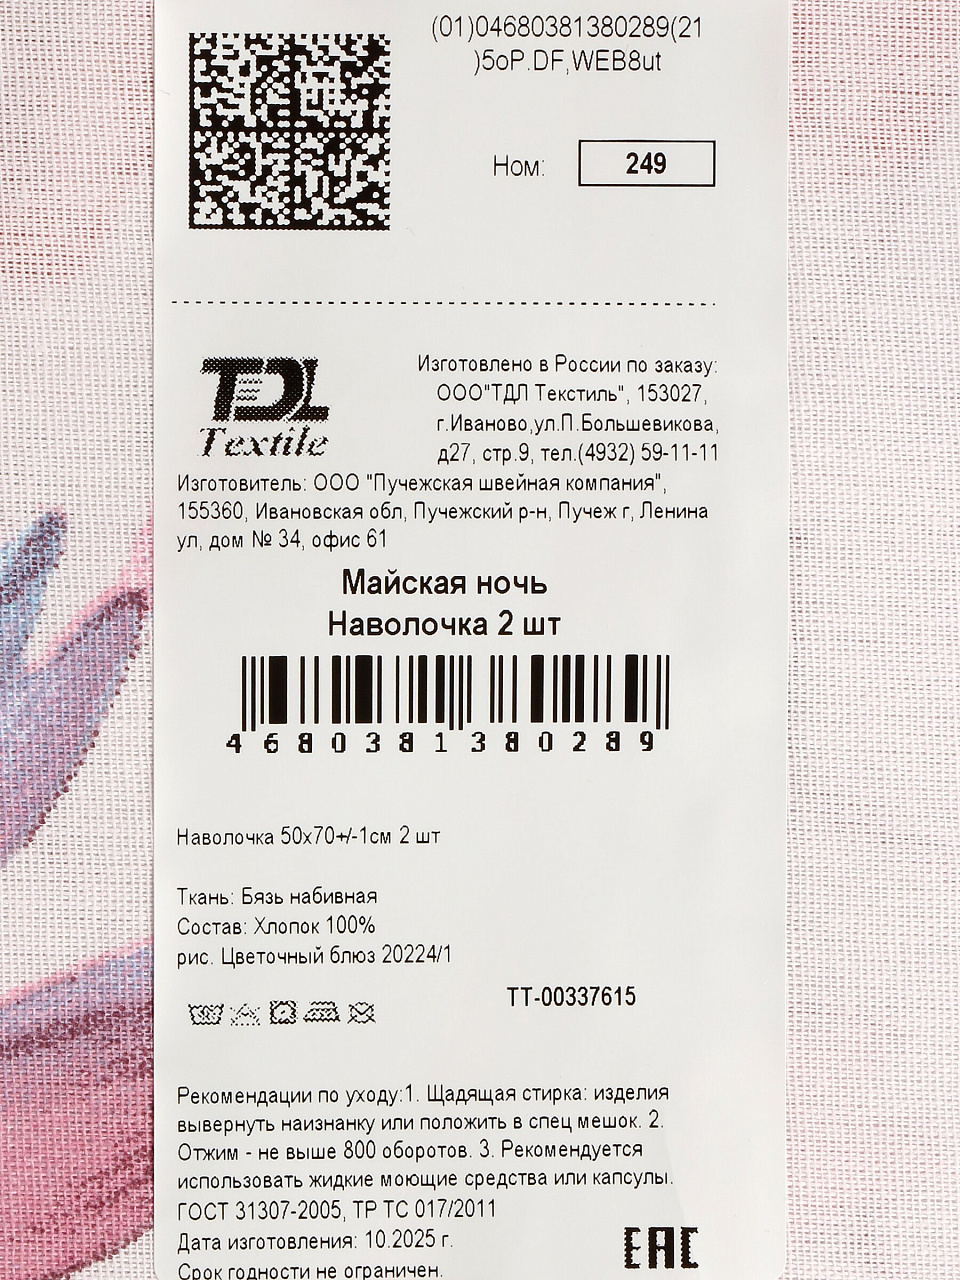 (01)04680381380289(21
)5oP.DF,WEB8ut
Ном: 249
TDL
Textile
Изготовлено в России по заказу:
ООО"ТДЛ Текстиль", 153027,
г.Иваново,ул.П.Большевикова,
д27, стр.9, тел.(4932) 59-11-11
Изготовитель: ООО "Пучежская швейная компания",
155360, Ивановская обл, Пучежский р-н, Пучеж г, Ленина
ул, дом № 34, офис 61
Майская ночь
Наволочка 2 шт
4680381380289
Наволочка 50х70+/-1см 2 шт
Ткань: Бязь набивная
Состав: Хлопок 100%
рис. Цветочный блюз 20224/1
ТТ-00337615
Рекомендации по уходу:1. Щадящая стирка: изделия
вывернуть наизнанку или положить в спец мешок. 2.
Отжим - не выше 800 оборотов. 3. Рекомендуется
использовать жидкие моющие средства или капсулы.
ГОСТ 31307-2005, ТР ТС 017/2011
Дата изготовления: 10.2025 г.
Срок годности не ограничен.
ЕАС